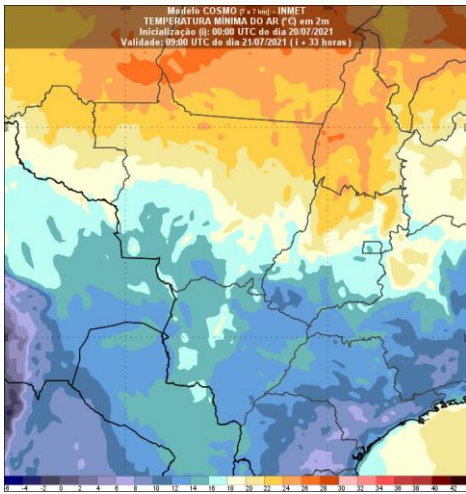 Modelo COSMO [7 x 7 km] - INMET
TEMPERATURA MÍNIMA DO AR (°C) em 2m
Inicialização (i): 00:00 UTC do dia 20/07/2021
Validade: 09:00 UTC do dia 21/07/2021 ( i + 33 horas )
-6 -4 -2 0 2 4 6 8 10 12 14 16 18 20 22 24 26 28 30 32 34 36 38 40 42